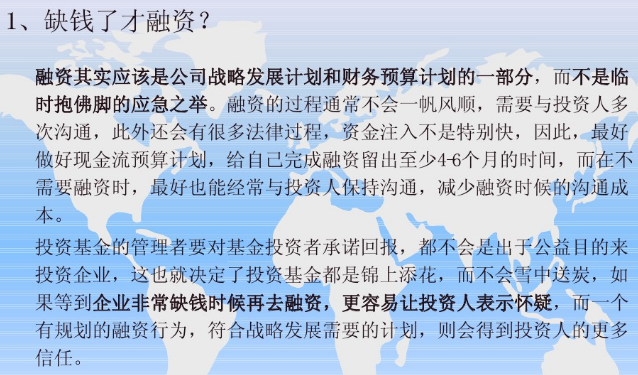 1、缺钱了才融资？
融资其实应该是公司战略发展计划和财务预算计划的一部分，而不是临
时抱佛脚的应急之举。融资的过程通常不会一帆风顺，需要与投资人多
次沟通，此外还会有很多法律过程，资金注入不是特别快，因此，最好
做好现金流预算计划，给自己完成融资留出至少4-6个月的时间，而在不
需要融资时，最好也能经常与投资人保持沟通，减少融资时候的沟通成
本。
投资基金的管理者要对基金投资者承诺回报，都不会是出于公益目的来
投资企业，这也就决定了投资基金都是锦上添花，而不会雪中送炭，如
果等到企业非常缺钱时候再去融资，更容易让投资人表示怀疑，而一个
有规划的融资行为，符合战略发展需要的计划，则会得到投资人的更多
信任。